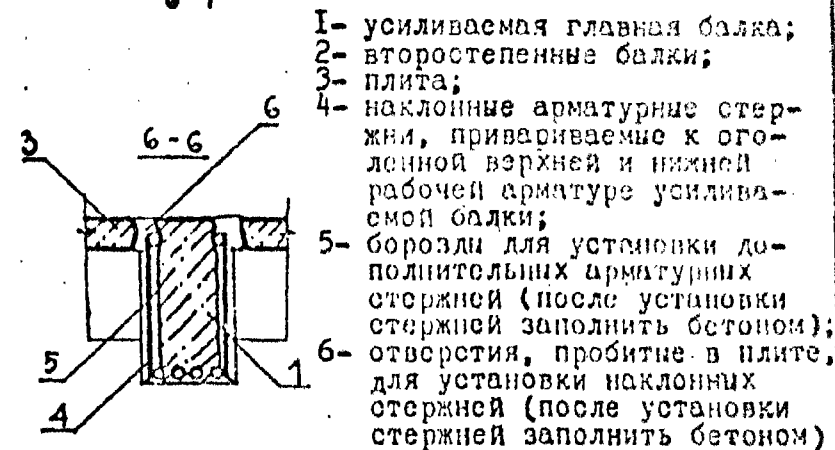 1- усиливаемая главная балка;
2- второстепенные балки;
3- плита;
4- наклонные арматурные стер-
жни, привариваемые к ого-
ленной верхней и нижней
рабочей арматуре усилива-
емой балки;
5- борозды для установки до-
полнительных арматурных
стержней (после установки
стержней заполнить бетоном);
6- отверстия, пробитые в плите,
для установки наклонных
стержней (после установки
стержней заполнить бетоном)
6
6-6
3
5
1
4